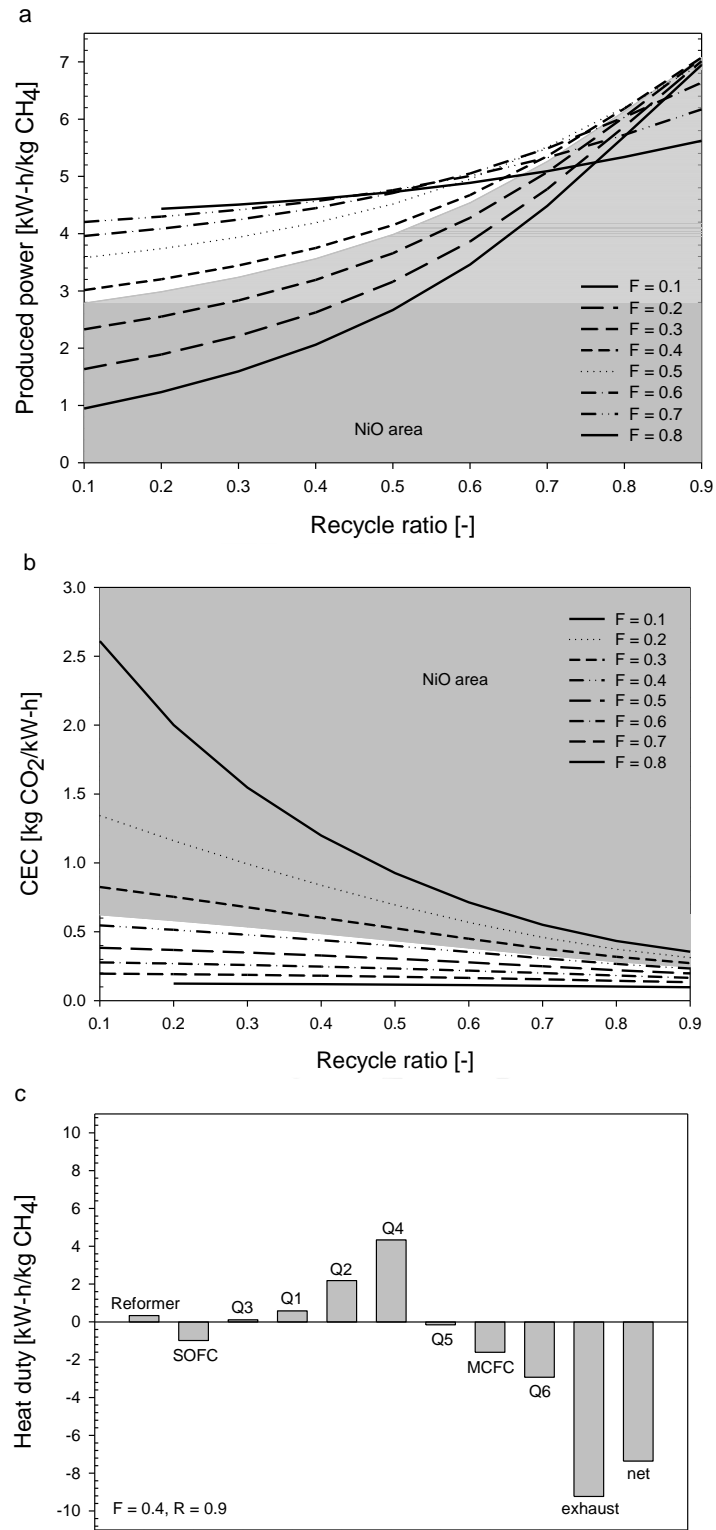 a
Produced power [kW-h/kg CH4]
7
6
5
4
3
2
1
0
F = 0.1
F = 0.2
F = 0.3
F = 0.4
F = 0.5
F = 0.6
F = 0.7
F = 0.8
NiO area
0.1 0.2 0.3 0.4 0.5 0.6 0.7 0.8 0.9
Recycle ratio [-]
b
CEC [kg CO2/kW-h]
3.0
2.5
2.0
1.5
1.0
0.5
0.0
F = 0.1
F = 0.2
F = 0.3
F = 0.4
F = 0.5
F = 0.6
F = 0.7
F = 0.8
NiO area
0.1 0.2 0.3 0.4 0.5 0.6 0.7 0.8 0.9
Recycle ratio [-]
c
Heat duty [kW-h/kg CH4]
10
8
6
4
2
0
-2
-4
-6
-8
-10
Reformer
SOFC
Q3
Q1
Q2
Q4
Q5
MCFC
Q6
exhaust
net
F = 0.4, R = 0.9